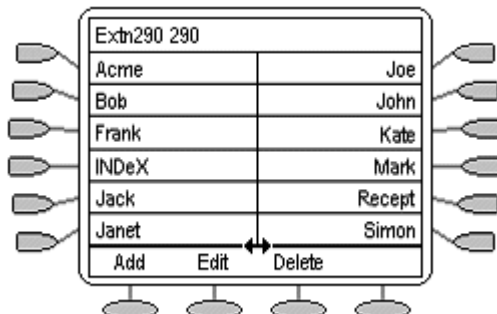 Extn290 290
Acme Joe
Bob John
Frank Kate
INDeX Mark
Jack Recept
Janet Simon
Add Edit Delete